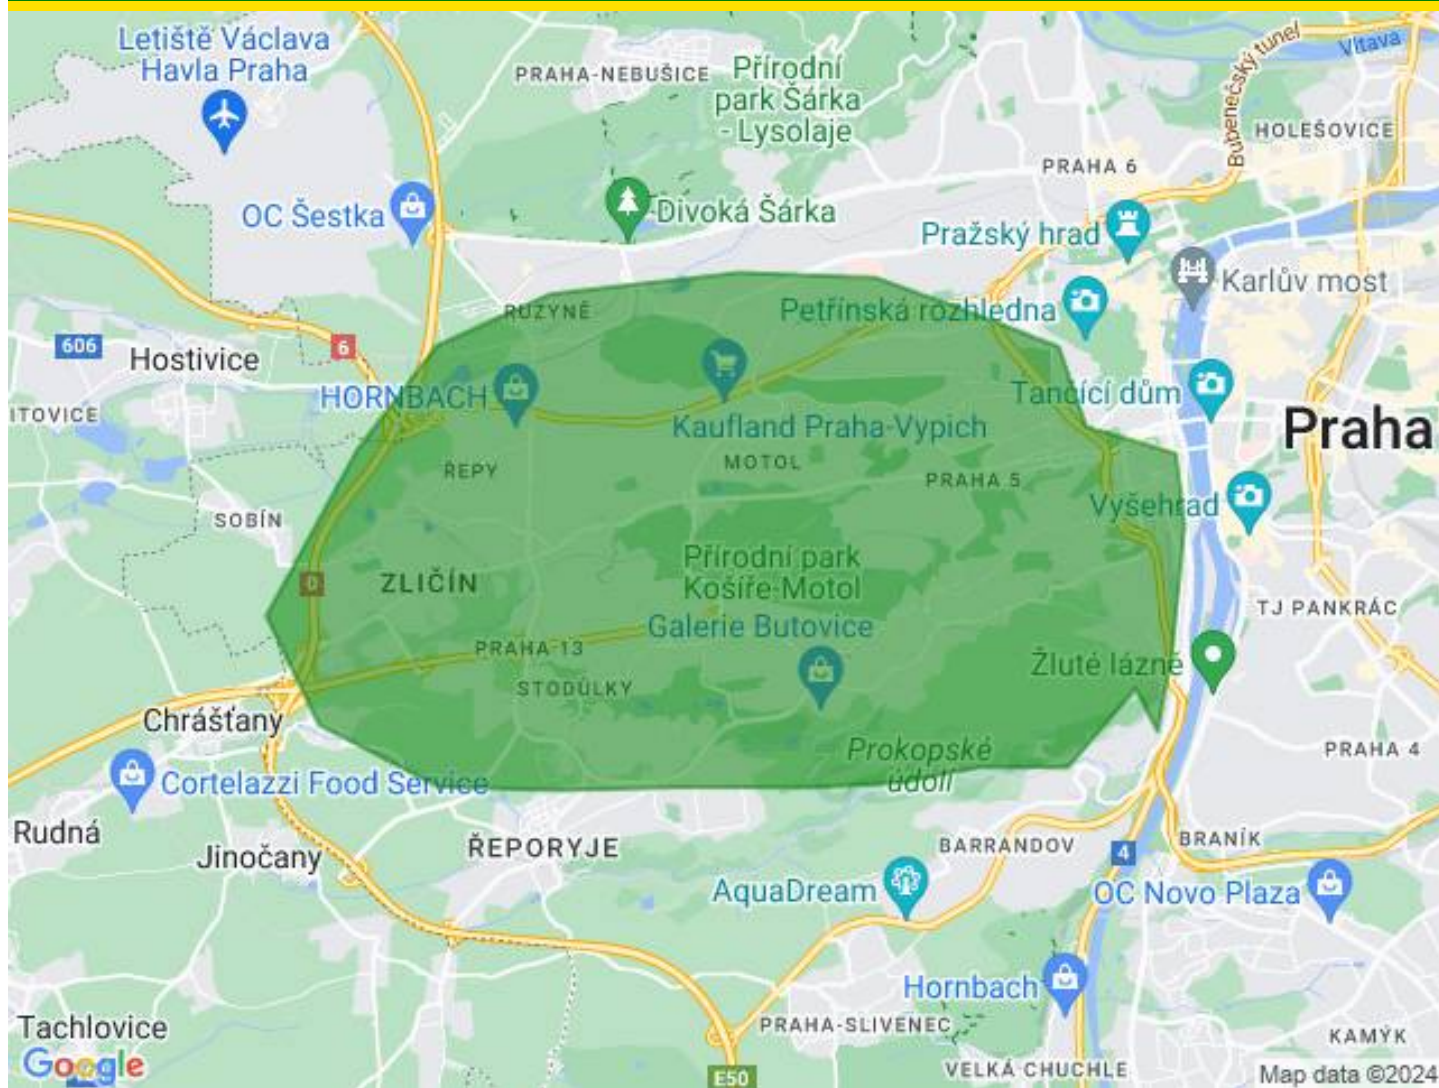 Letiště Václava
Havla Praha
PRAHA-NEBUŠICE
Přírodní
park Šárka
- Lysolaje
Bubenečský tunel
Vltava
HOLEŠOVICE
PRAHA 6
OC Šestka
Divoká Šárka
Pražský hrad
Karlův most
RUZYNĚ
Petřínská rozhledna
606
Hostivice
6
HORNBACH
Tančící dům
ITOVICE
Kaufland Praha-Vypich
Praha
ŘEPY
MOTOL
PRAHA 5
Vyšehrad
SOBÍN
Přírodní park
Košíře-Motol
ZLIČÍN
0
TJ PANKRÁC
Galerie Butovice
PRAHA-13
Žluté lázně
STODŮLKY
Chrášťany
Prokopské
údolí
PRAHA 4
Cortelazzi Food Service
Rudná
Jinočany
ŘEPORYJE
BARRANDOV
4
BRANÍK
AquaDream
OC Novo Plaza
Hornbach
Tachlovice
PRAHA-SLIVENEC
KAMÝK
Google
E50
VELKÁ CHUCHLE
Map data ©2024